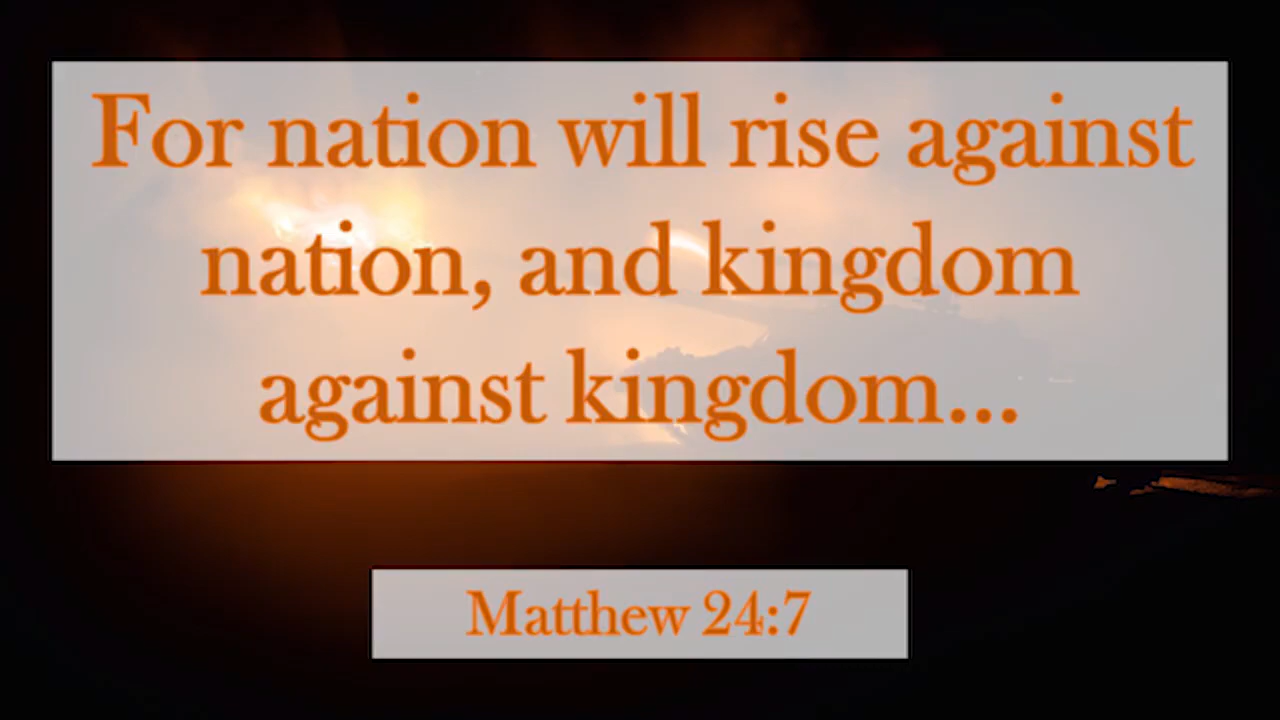 For nation will rise against
nation, and kingdom
against kingdom...
Matthew 24:7